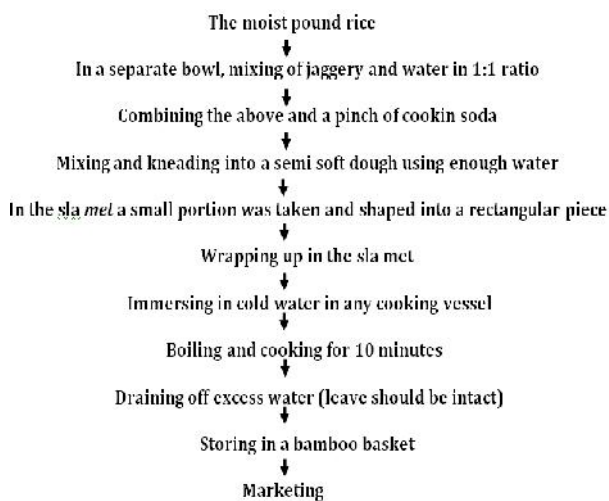 The moist pound rice
In a separate bowl, mixing of jaggery and water in 1:1 ratio
Combining the above and a pinch of cookin soda
Mixing and kneading into a semi soft dough using enough water
In the sla met a small portion was taken and shaped into a rectangular piece
Wrapping up in the sla met
Immersing in cold water in any cooking vessel
Boiling and cooking for 10 minutes
Draining off excess water (leave should be intact)
Storing in a bamboo basket
Marketing